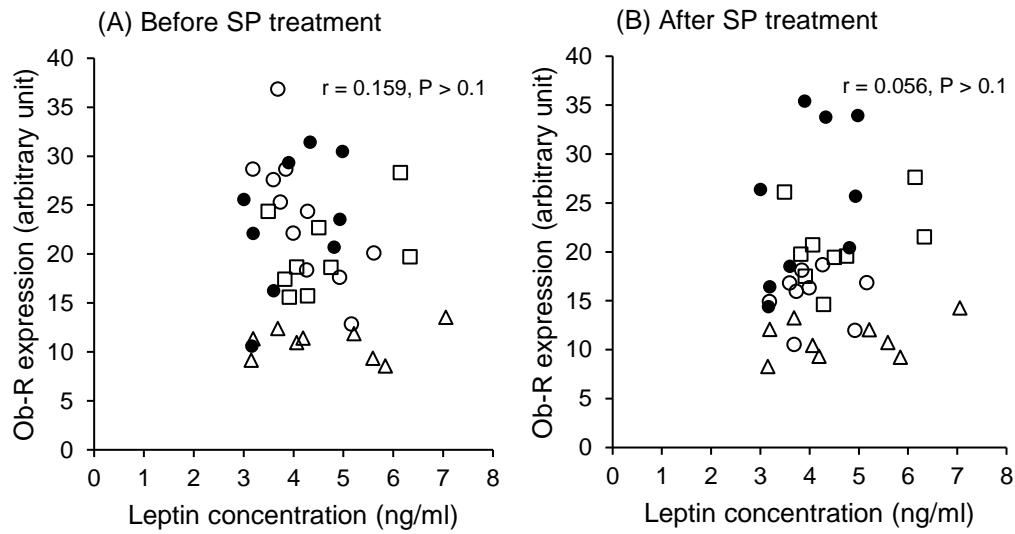 (A) Before SP treatment
r = 0.159, P > 0.1
Ob-R expression (arbitrary unit)
40
35
30
25
20
15
10
5
0
0 1 2 3 4 5 6 7 8
Leptin concentration (ng/ml)
(B) After SP treatment
r = 0.056, P > 0.1
Ob-R expression (arbitrary unit)
40
35
30
25
20
15
10
5
0
0 1 2 3 4 5 6 7 8
Leptin concentration (ng/ml)